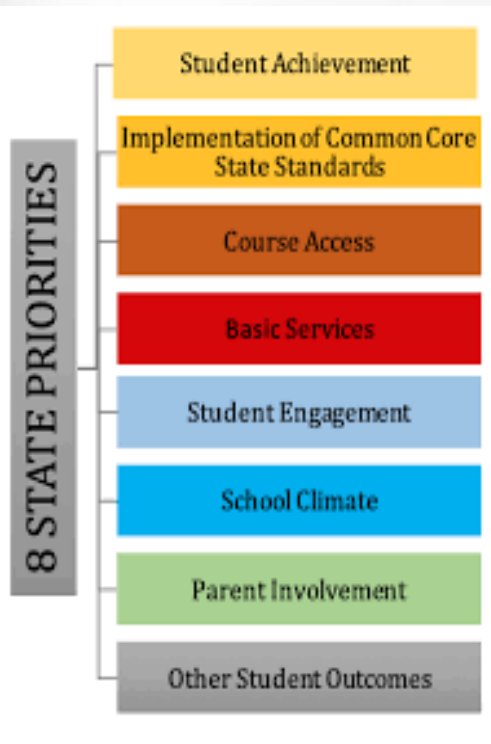 8 STATE PRIORITIES
Student Achievement
Implementation of Common Core
State Standards
Course Access
Basic Services
Student Engagement
School Climate
Parent Involvement
Other Student Outcomes